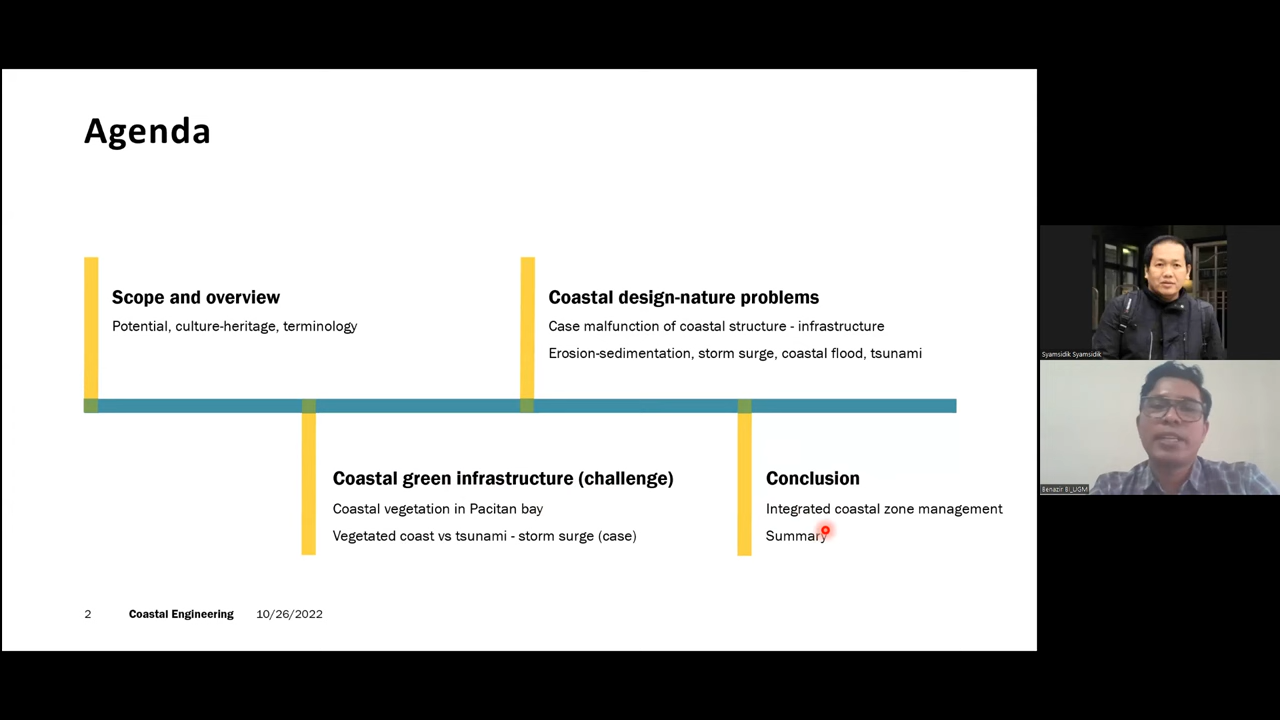 Agenda
Scope and overview
Potential, culture-heritage, terminology
Coastal design-nature problems
Case malfunction of coastal structure - infrastructure
Erosion-sedimentation, storm surge, coastal flood, tsunami
Coastal green infrastructure (challenge)
Coastal vegetation in Pacitan bay
Vegetated coast vs tsunami - storm surge (case)
Conclusion
Integrated coastal zone management
Summary
2 Coastal Engineering 10/26/2022
Syamsidik Syamsidik
Benazir Bi_UGM